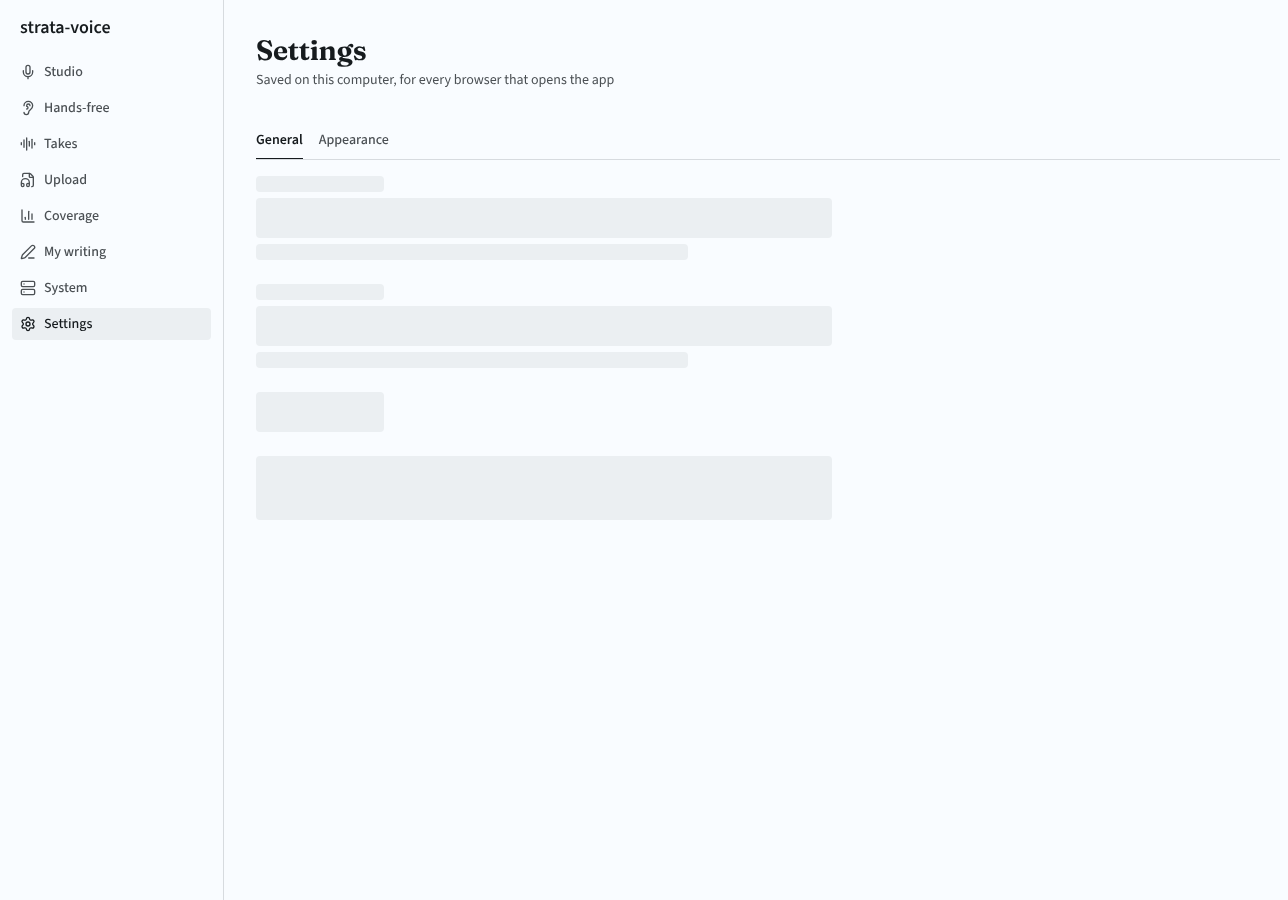 strata-voice
Studio
Hands-free
Takes
Upload
Coverage
My writing
System
Settings
Settings
Saved on this computer, for every browser that opens the app
General
Appearance